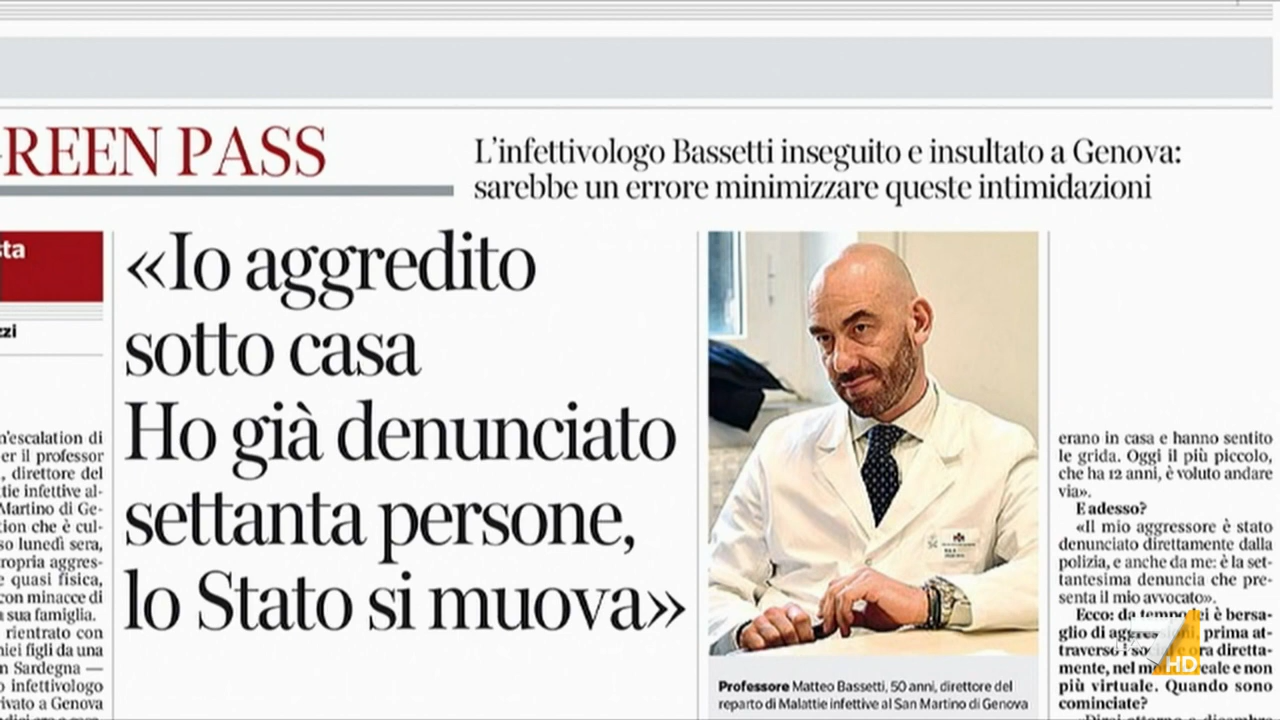 REEN PASS
L'infettivologo Bassetti inseguito e insultato a Genova:
sarebbe un errore minimizzare queste intimidazioni
sta
zzi
n'escalation di
er il professor
, direttore del
tie infettive al-
Martino di Ge-
tion che è cul-
so lunedì sera,
ropria aggres-
e quasi fisica,
con minacce di
a sua famiglia.
rientrato con
niei figli da una
n Sardegna —
o infettivologo
rivato a Genova
«Io aggredito
sotto casa
Ho già denunciato
settanta persone,
lo Stato si muova»
Professore Matteo Bassetti, 50 anni, direttore del
reparto di Malattie infettive al San Martino di Genova
erano in casa e hanno sentito
le grida. Oggi il più piccolo,
che ha 12 anni, è voluto andare
via».
E adesso?
«Il mio aggressore è stato
denunciato direttamente dalla
polizia, e anche da me: è la set-
tantesima denuncia che pre-
senta il mio avvocato».
Ecco: da è bersa-
glio di prima at-
traverso i social e ora diretta-
mente, nel reale e non
più virtuale. Quando sono
cominciate?
7 HD